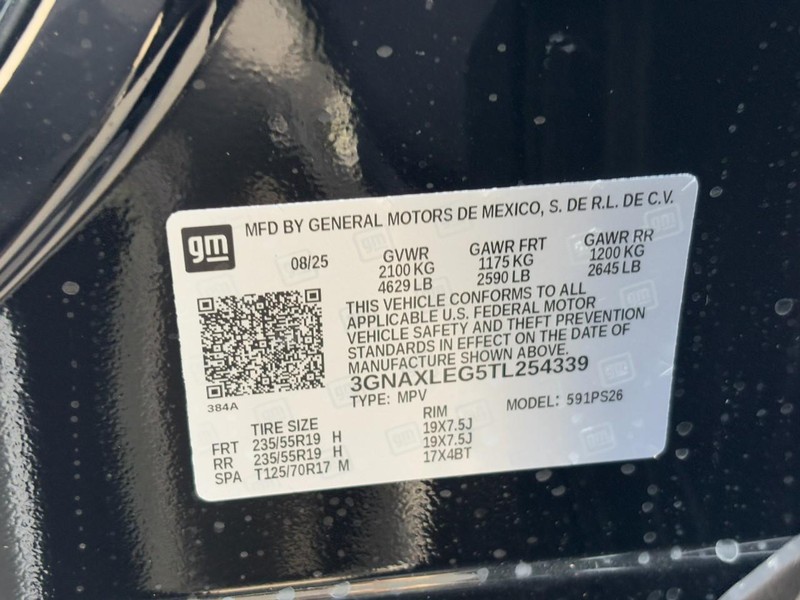 gm
MFD BY GENERAL MOTORS DE MEXICO, S. DE R.L. DE C.V.
08/25 GVWR GAWR FRT GAWR RR
2100 KG 1175 KG 1200 KG
4629 LB 2590 LB 2645 LB
THIS VEHICLE CONFORMS TO ALL
APPLICABLE U.S. FEDERAL MOTOR
VEHICLE SAFETY AND THEFT PREVENTION
STANDARDS IN EFFECT ON THE DATE OF
MANUFACTURE SHOWN ABOVE.
3GNAXLEG5TL254339
384A
TYPE: MPV MODEL: 591PS26
TIRE SIZE RIM
FRT 235/55R19 H 19X7.5J
RR 235/55R19 H 19X7.5J
SPA T125/70R17 M 17X4BT